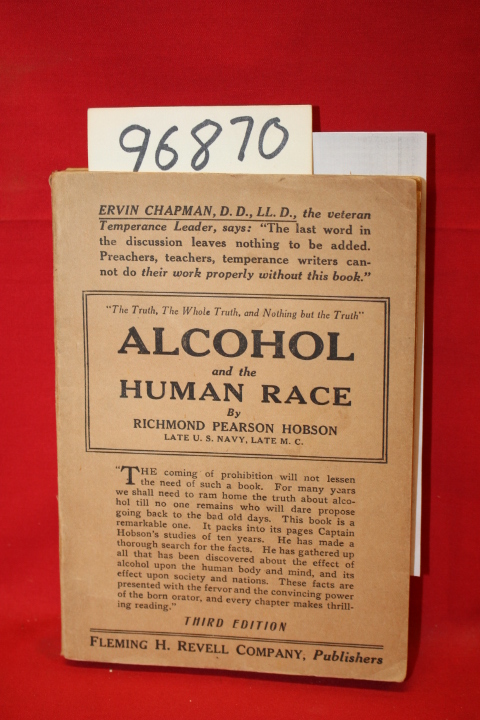 96870
ERVIN CHAPMAN, D. D., LL. D., the veteran
Temperance Leader, says: "The last word in
the discussion leaves nothing to be added.
Preachers, teachers, temperance writers can-
not do their work properly without this book."
"The Truth, The Whole Truth, and Nothing but the Truth"
ALCOHOL
and the
HUMAN RACE
By
RICHMOND PEARSON HOBSON
LATE U. S. NAVY, LATE M. C.
"THE coming of prohibition will not lessen
the need of such a book. For many years
we shall need to ram home the truth about alco-
hol till no one remains who will dare propose
going back to the bad old days. This book is a
remarkable one. It packs into its pages Captain
Hobson's studies of ten years. He has made a
thorough search for the facts. He has gathered up
all that has been discovered about the effect of
alcohol upon the human body and mind, and its
effect upon society and nations. These facts are
presented with the fervor and the convincing power
of the born orator, and every chapter makes thrill-
ing reading."
THIRD EDITION
FLEMING H. REVELL COMPANY, Publishers